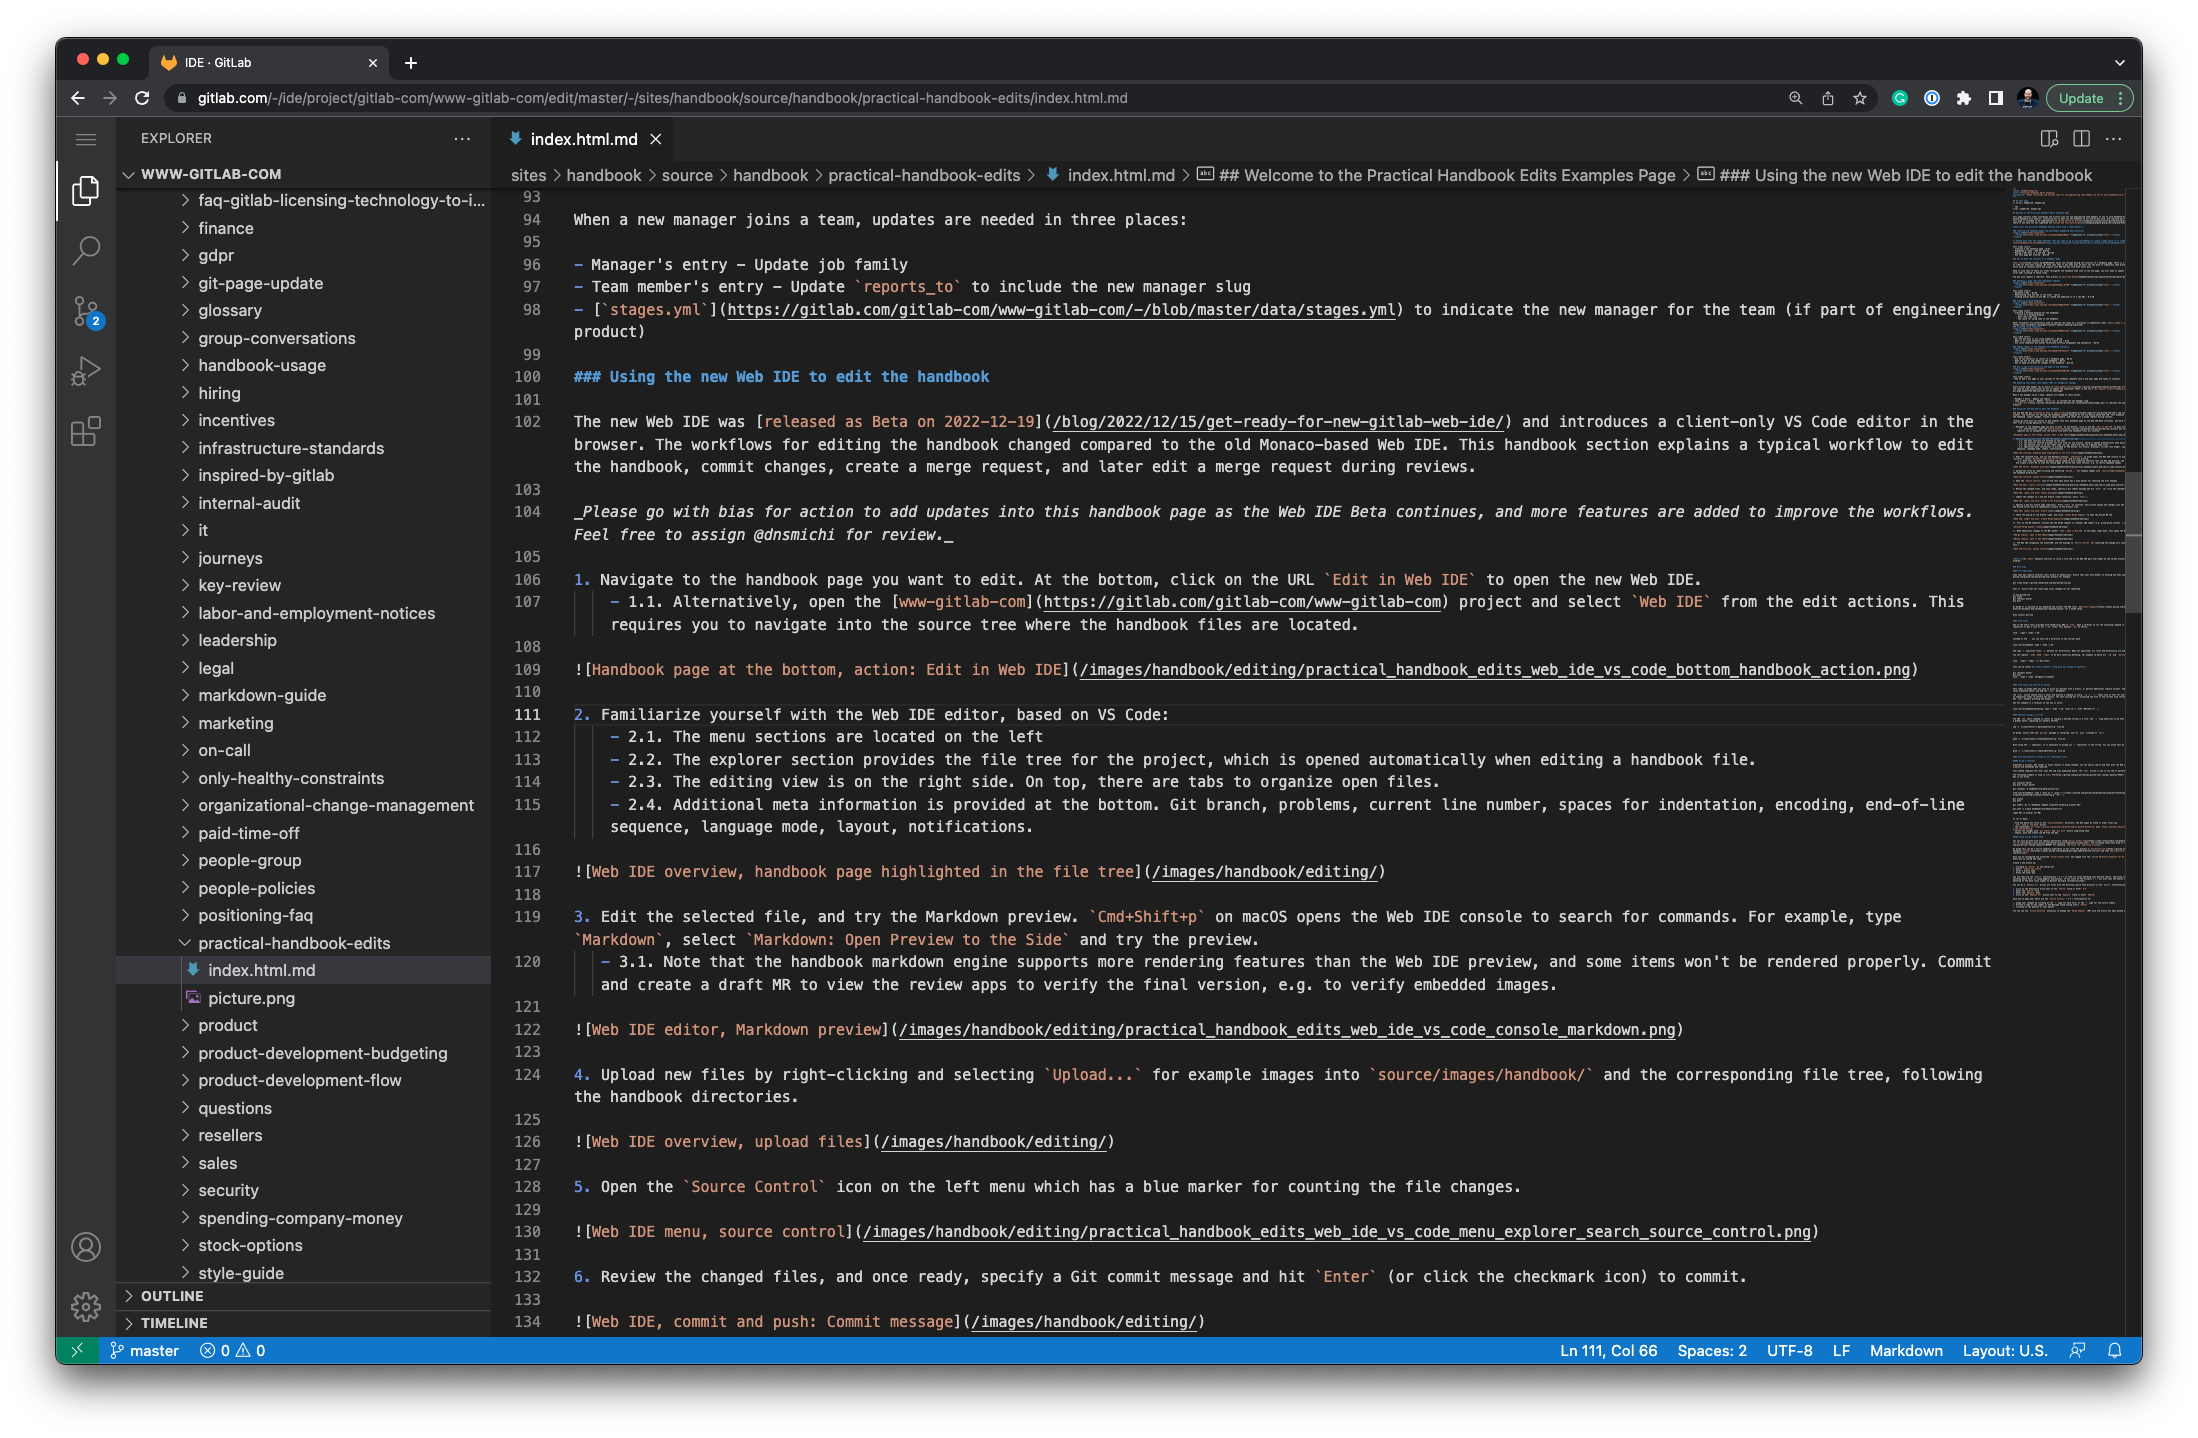 IDE · GitLab
gitlab.com/-/ide/project/gitlab-com/www-gitlab-com/edit/master/-/sites/handbook/source/handbook/practical-handbook-edits/index.html.md
Update
EXPLORER
WWW-GITLAB-COM
faq-gitlab-licensing-technology-to-i...
finance
gdpr
git-page-update
glossary
group-conversations
handbook-usage
hiring
incentives
infrastructure-standards
inspired-by-gitlab
internal-audit
it
journeys
key-review
labor-and-employment-notices
leadership
legal
markdown-guide
marketing
on-call
only-healthy-constraints
organizational-change-management
paid-time-off
people-group
people-policies
positioning-faq
practical-handbook-edits
index.html.md
picture.png
product
product-development-budgeting
product-development-flow
questions
resellers
sales
security
spending-company-money
stock-options
style-guide
OUTLINE
TIMELINE
2
index.html.md
sites > handbook > source > handbook > practical-handbook-edits > index.html.md > ## Welcome to the Practical Handbook Edits Examples Page > ### Using the new Web IDE to edit the handbook
93
94 When a new manager joins a team, updates are needed in three places:
95
96 - Manager's entry - Update job family
97 - Team member's entry - Update `reports_to` to include the new manager slug
98 - [`stages.yml`](https://gitlab.com/gitlab-com/www-gitlab-com/-/blob/master/data/stages.yml) to indicate the new manager for the team (if part of engineering/
product)
99
100 ### Using the new Web IDE to edit the handbook
101
102 The new Web IDE was [released as Beta on 2022-12-19](/blog/2022/12/15/get-ready-for-new-gitlab-web-ide/) and introduces a client-only VS Code editor in the
browser. The workflows for editing the handbook changed compared to the old Monaco-based Web IDE. This handbook section explains a typical workflow to edit
the handbook, commit changes, create a merge request, and later edit a merge request during reviews.
103
104 _Please go with bias for action to add updates into this handbook page as the Web IDE Beta continues, and more features are added to improve the workflows.
Feel free to assign @dnsmichi for review._
105
106 1. Navigate to the handbook page you want to edit. At the bottom, click on the URL `Edit in Web IDE` to open the new Web IDE.
107 - 1.1. Alternatively, open the [www-gitlab-com](https://gitlab.com/gitlab-com/www-gitlab-com) project and select `Web IDE` from the edit actions. This
requires you to navigate into the source tree where the handbook files are located.
108
109 ![Handbook page at the bottom, action: Edit in Web IDE](/images/handbook/editing/practical_handbook_edits_web_ide_vs_code_bottom_handbook_action.png)
110
111 2. Familiarize yourself with the Web IDE editor, based on VS Code:
112 - 2.1. The menu sections are located on the left
113 - 2.2. The explorer section provides the file tree for the project, which is opened automatically when editing a handbook file.
114 - 2.3. The editing view is on the right side. On top, there are tabs to organize open files.
115 - 2.4. Additional meta information is provided at the bottom. Git branch, problems, current line number, spaces for indentation, encoding, end-of-line
sequence, language mode, layout, notifications.
116
117 ![Web IDE overview, handbook page highlighted in the file tree](/images/handbook/editing/)
118
119 3. Edit the selected file, and try the Markdown preview. `Cmd+Shift+p` on macOS opens the Web IDE console to search for commands. For example, type
`Markdown`, select `Markdown: Open Preview to the Side` and try the preview.
120 - 3.1. Note that the handbook markdown engine supports more rendering features than the Web IDE preview, and some items won't be rendered properly. Commit
and create a draft MR to view the review apps to verify the final version, e.g. to verify embedded images.
121
122 ![Web IDE editor, Markdown preview](/images/handbook/editing/practical_handbook_edits_web_ide_vs_code_console_markdown.png)
123
124 4. Upload new files by right-clicking and selecting `Upload...` for example images into `source/images/handbook/` and the corresponding file tree, following
the handbook directories.
125
126 ![Web IDE overview, upload files](/images/handbook/editing/)
127
128 5. Open the `Source Control` icon on the left menu which has a blue marker for counting the file changes.
129
130 ![Web IDE menu, source control](/images/handbook/editing/practical_handbook_edits_web_ide_vs_code_menu_explorer_search_source_control.png)
131
132 6. Review the changed files, and once ready, specify a Git commit message and hit `Enter` (or click the checkmark icon) to commit.
133
134 ![Web IDE, commit and push: Commit message](/images/handbook/editing/)
master 0 0
Ln 111, Col 66 Spaces: 2 UTF-8 LF Markdown Layout: U.S.